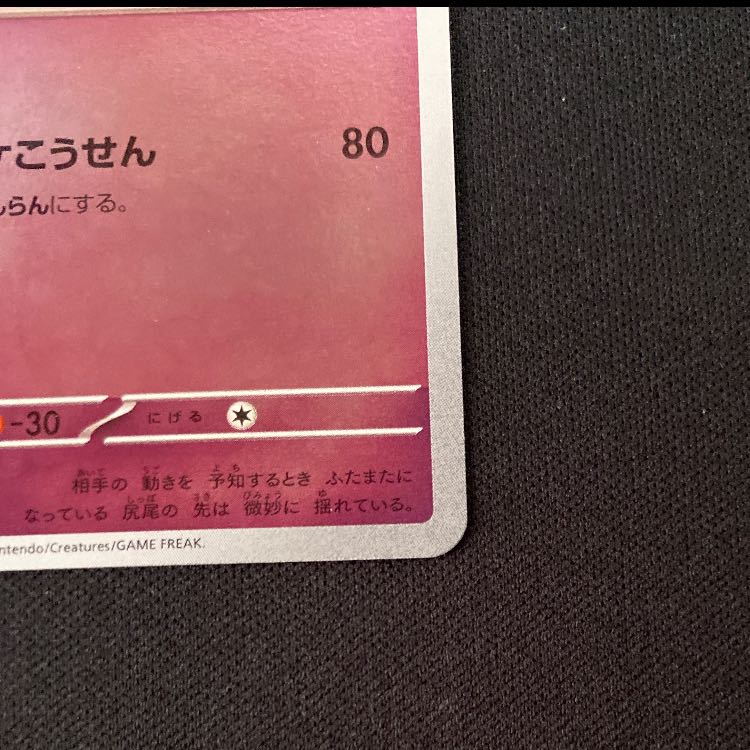 こうせん 80
らんにする。
-30 にげる
相手の 動きを 予知するとき ふたまたに
なっている 尻尾の 先は 微妙に 揺れている。
ntendo/Creatures/GAME FREAK.